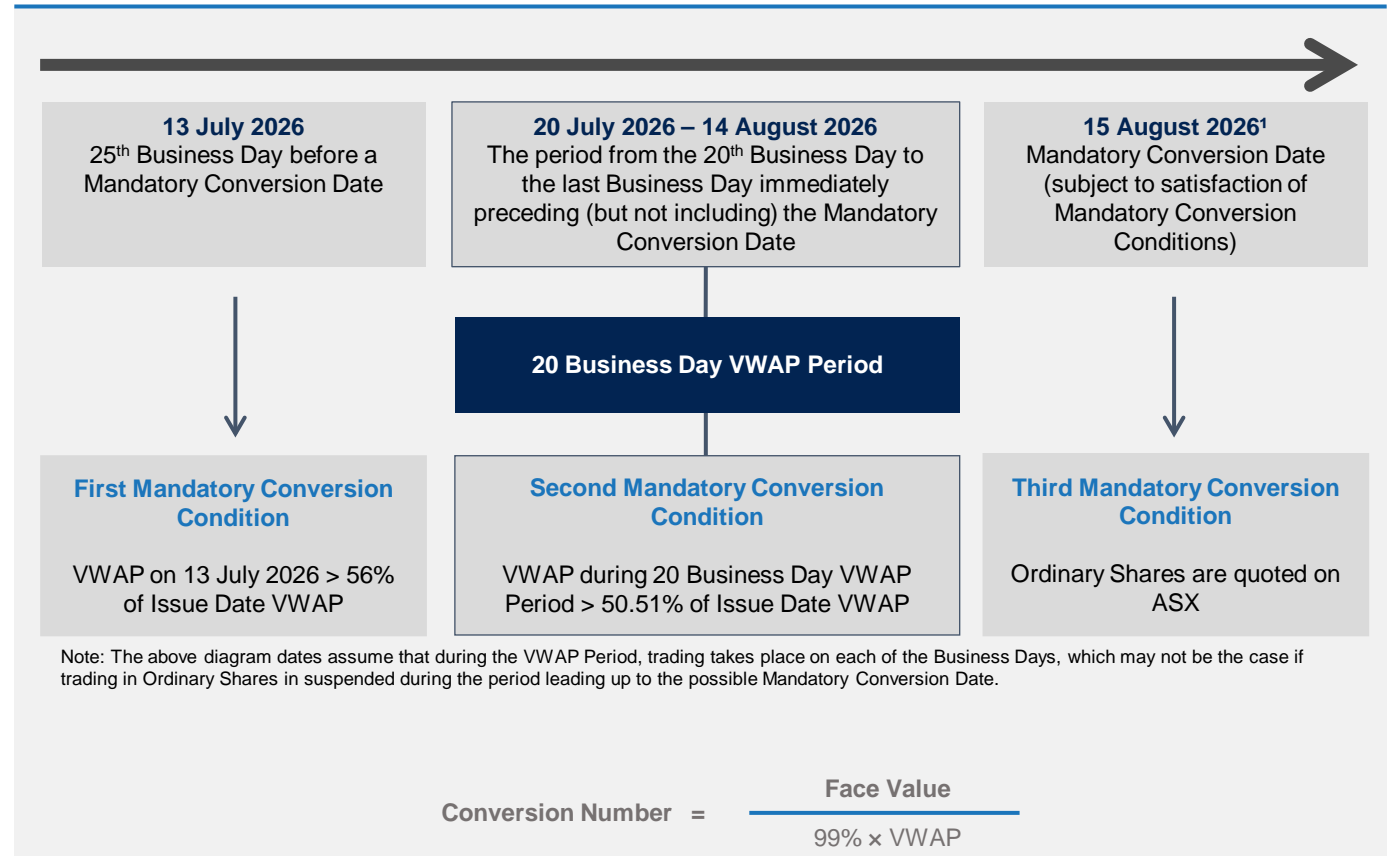 13 July 2026
25th Business Day before a
Mandatory Conversion Date
20 July 2026 – 14 August 2026
The period from the 20th Business Day to
the last Business Day immediately
preceding (but not including) the Mandatory
Conversion Date
15 August 2026¹
Mandatory Conversion Date
(subject to satisfaction of
Mandatory Conversion
Conditions)
20 Business Day VWAP Period
First Mandatory Conversion
Condition
VWAP on 13 July 2026 > 56%
of Issue Date VWAP
Second Mandatory Conversion
Condition
VWAP during 20 Business Day VWAP
Period > 50.51% of Issue Date VWAP
Third Mandatory Conversion
Condition
Ordinary Shares are quoted on
ASX
Note: The above diagram dates assume that during the VWAP Period, trading takes place on each of the Business Days, which may not be the case if
trading in Ordinary Shares in suspended during the period leading up to the possible Mandatory Conversion Date.
Face Value
Conversion Number =
99% × VWAP